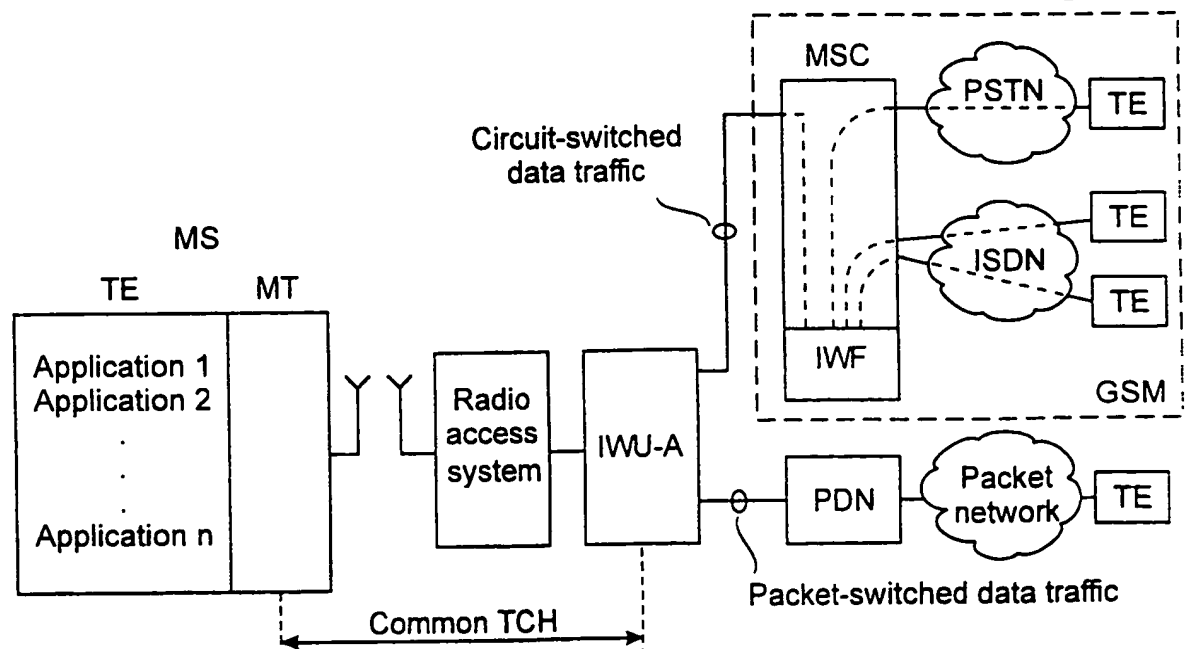 MSC
PSTN
TE
Circuit-switched
data traffic
TE
ISDN
TE
IWF
GSM
MS
TE
MT
Application 1
Application 2
.
.
.
.
Application n
Radio
access
system
IWU-A
PDN
Packet
network
TE
Packet-switched data traffic
Common TCH